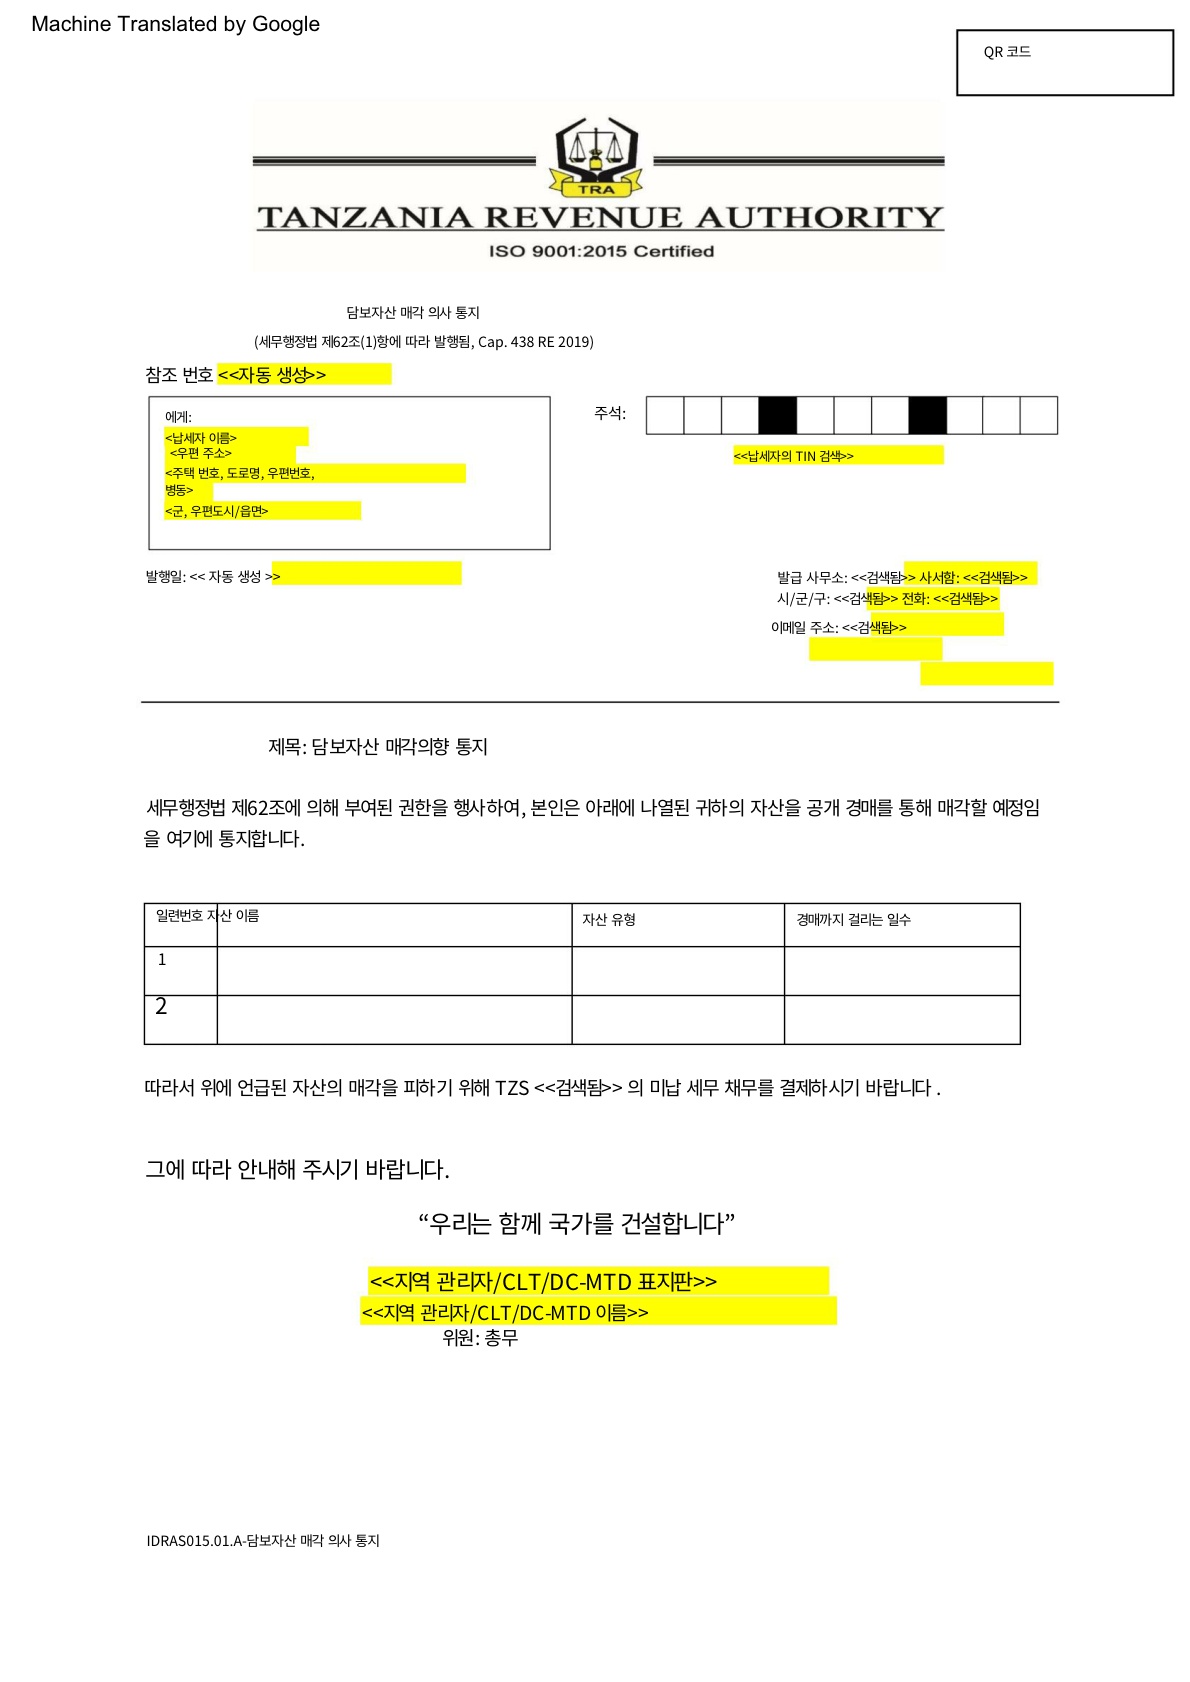 Machine Translated by Google
QR 코드
TRA
TANZANIA REVENUE AUTHORITY
ISO 9001:2015 Certified
담보자산 매각 의사 통지
(세무행정법 제62조(1)항에 따라 발행됨, Cap. 438 RE 2019)
참조 번호 <<자동 생성>>
에게:
<납세자 이름>
<우편 주소>
<주택 번호, 도로명, 우편번호,
병동>
<군, 우편도시/읍면>
주석:
<<납세자의 TIN 검색>>
발행일: << 자동 생성 >>
발급 사무소: <<검색됨>> 사서함: <<검색됨>>
시/군/구: <<검색됨>> 전화: <<검색됨>>
이메일 주소: <<검색됨>>
제목: 담보자산 매각의향 통지
세무행정법 제62조에 의해 부여된 권한을 행사하여, 본인은 아래에 나열된 귀하의 자산을 공개 경매를 통해 매각할 예정임
을 여기에 통지합니다.
일련번호 자산 이름 자산 유형 경매까지 걸리는 일수
1
2
따라서 위에 언급된 자산의 매각을 피하기 위해 TZS <<검색됨>> 의 미납 세무 채무를 결제하시기 바랍니다 .
그에 따라 안내해 주시기 바랍니다.
“우리는 함께 국가를 건설합니다”
<<지역 관리자/CLT/DC-MTD 표지판>>
<<지역 관리자/CLT/DC-MTD 이름>>
위원: 총무
IDRAS015.01.A-담보자산 매각 의사 통지